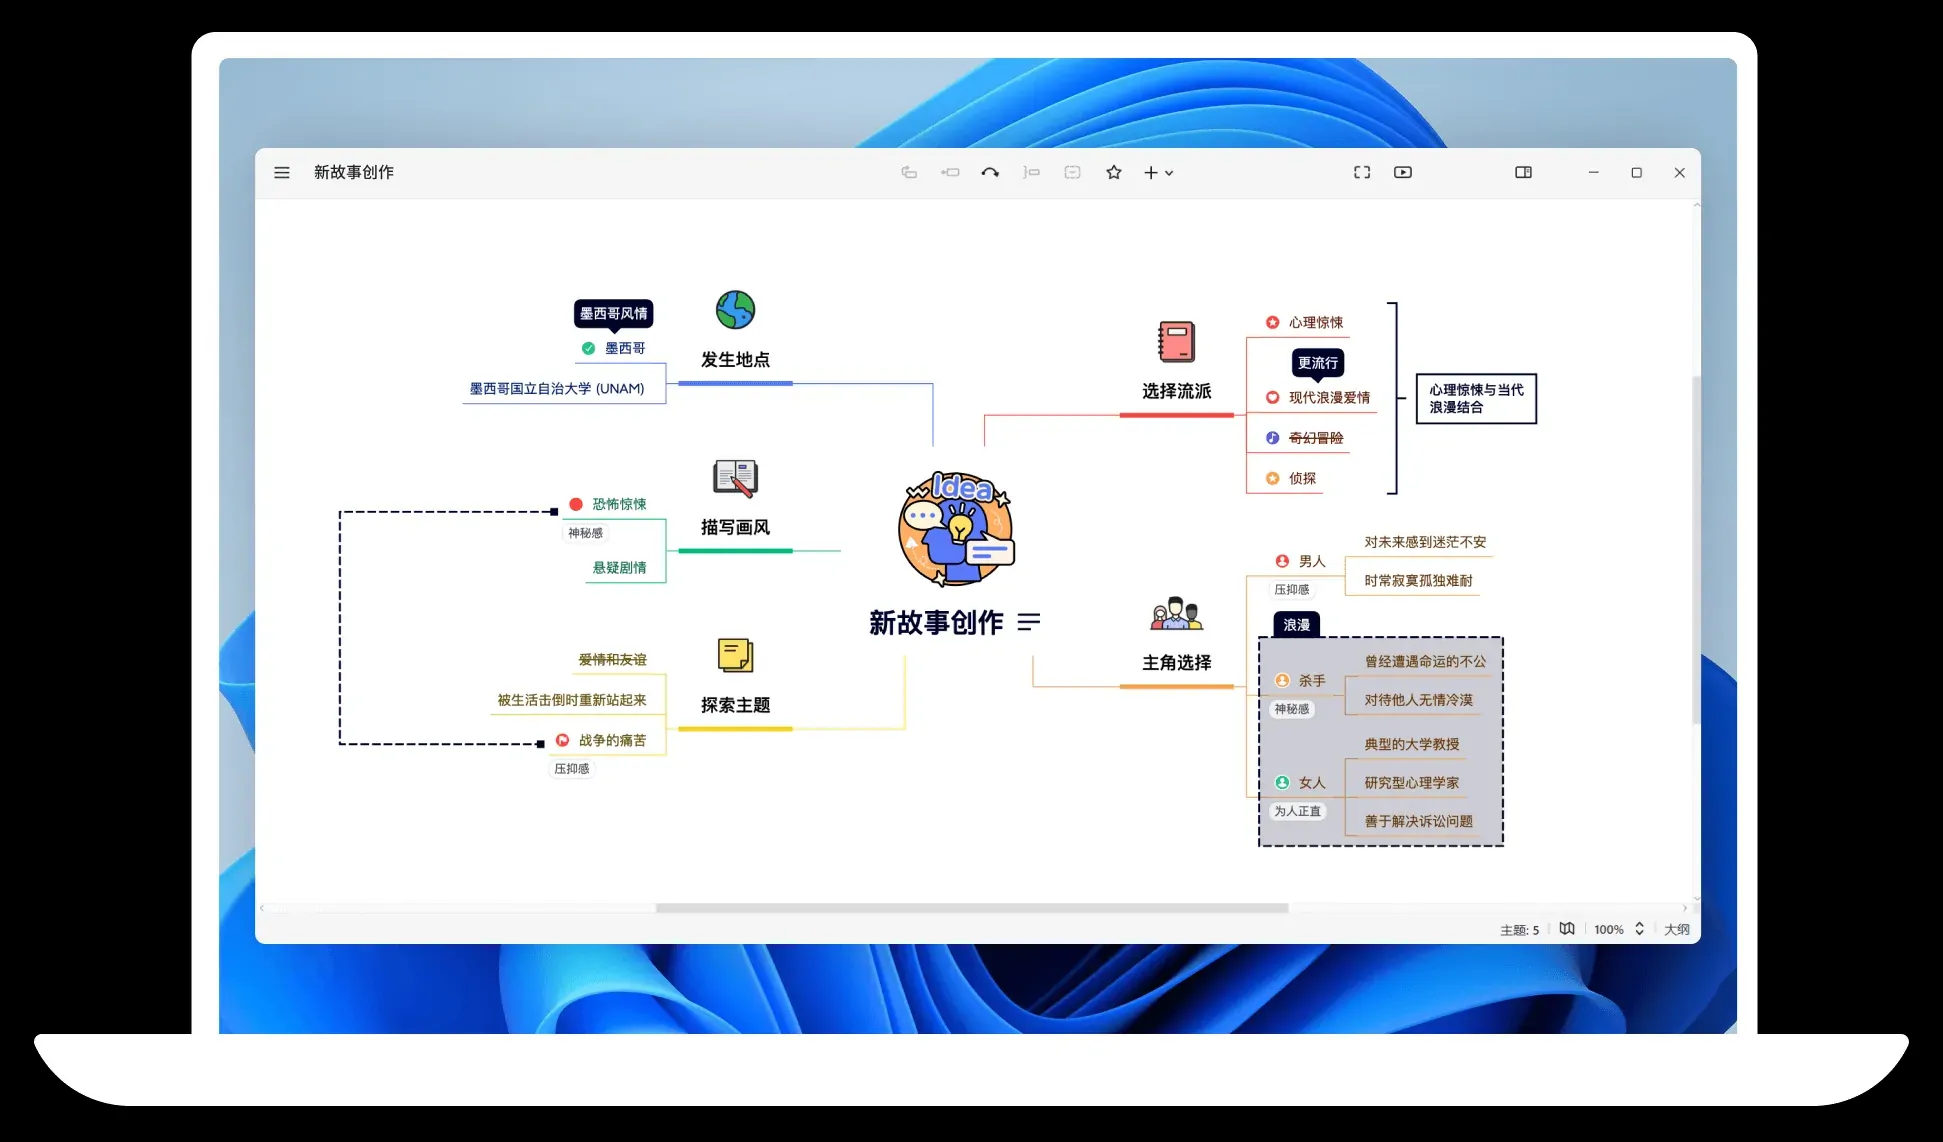 新故事创作
墨西哥风情
墨西哥
墨西哥国立自治大学 (UNAM)
发生地点
恐怖惊悚
神秘感
悬疑剧情
描写画风
爱情和友谊
被生活击倒时重新站起来
战争的痛苦
压抑感
探索主题
Idea
新故事创作
选择流派
心理惊悚
更流行
现代浪漫爱情
奇幻冒险
侦探
心理惊悚与当代
浪漫结合
主角选择
男人
压抑感
对未来感到迷茫不安
时常寂寞孤独难耐
浪漫
杀手
神秘感
曾经遭遇命运的不公
对待他人无情冷漠
女人
为人正直
典型的大学教授
研究型心理学家
善于解决诉讼问题
主题: 5
100%
大纲